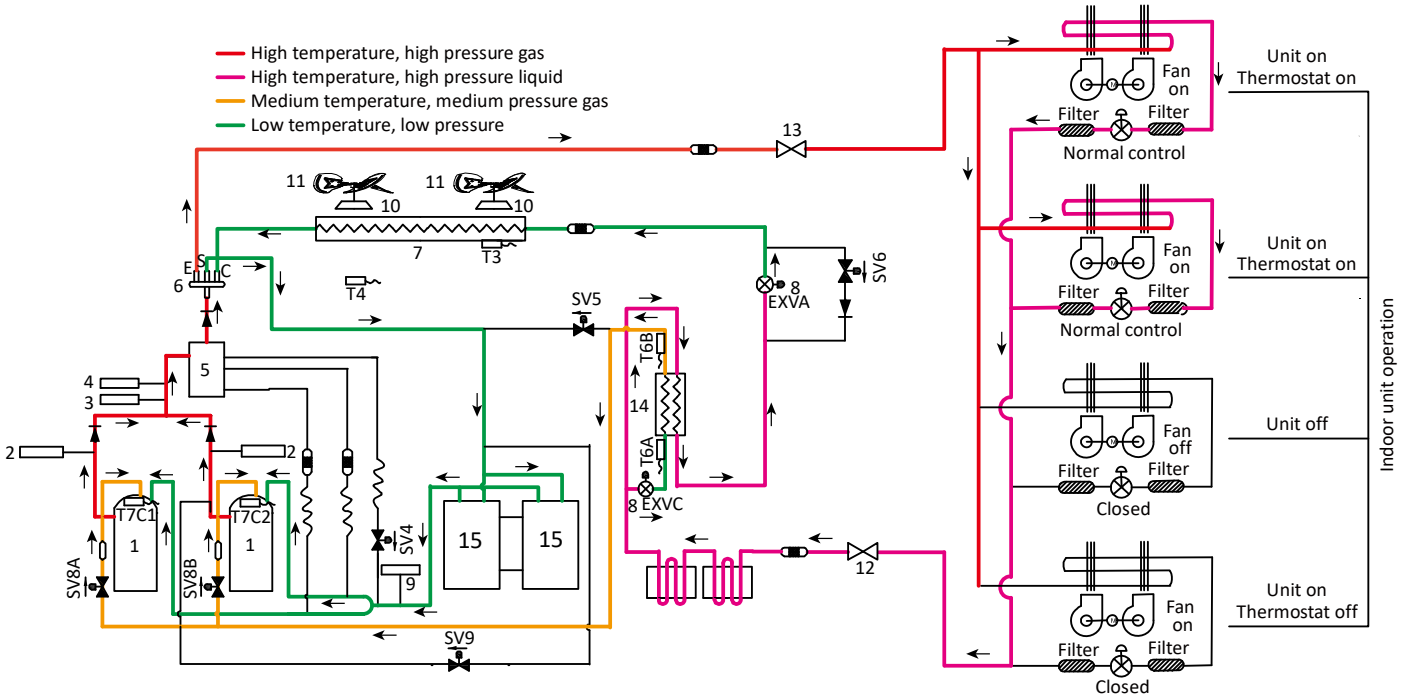 High temperature, high pressure gas
High temperature, high pressure liquid
Medium temperature, medium pressure gas
Low temperature, low pressure
13
11
11
10
10
7
T3
T4
E
S
C
6
5
4
3
2
2
T7C1
T7C2
1
1
SV8A
SV8B
SV4
9
SV9
15
15
SV5
T6B
14
T6A
8
EXVC
8
EXVA
SV6
12
Fan
on
M
Filter
Filter
Normal control
Unit on
Thermostat on
Fan
on
M
Filter
Filter
Normal control
Unit on
Thermostat on
Fan
off
M
Filter
Filter
Closed
Unit off
Fan
on
M
Filter
Filter
Closed
Unit on
Thermostat off
Indoor unit operation